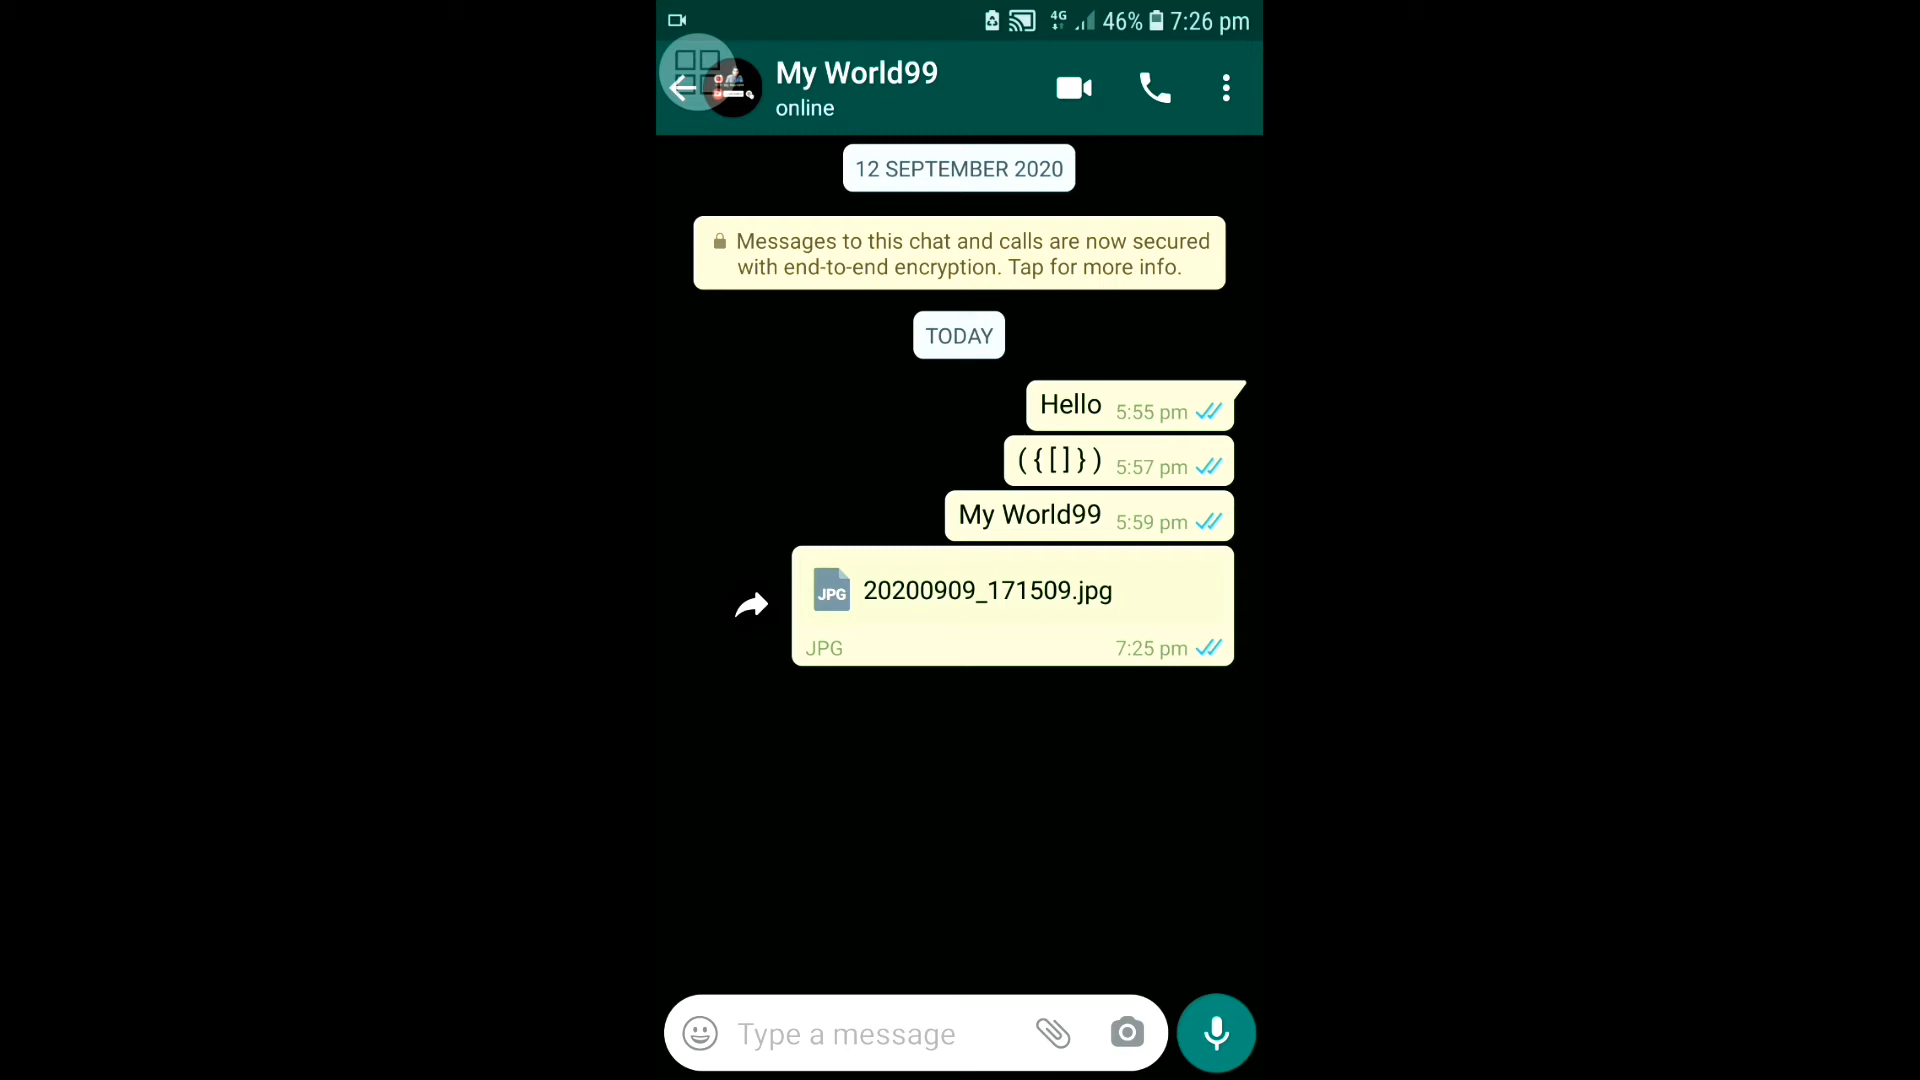 4G 46% 7:26 pm
My World99
online
12 SEPTEMBER 2020
Messages to this chat and calls are now secured
with end-to-end encryption. Tap for more info.
TODAY
Hello 5:55 pm
({[]}) 5:57 pm
My World99 5:59 pm
JPG 20200909_171509.jpg
JPG 7:25 pm
Type a message